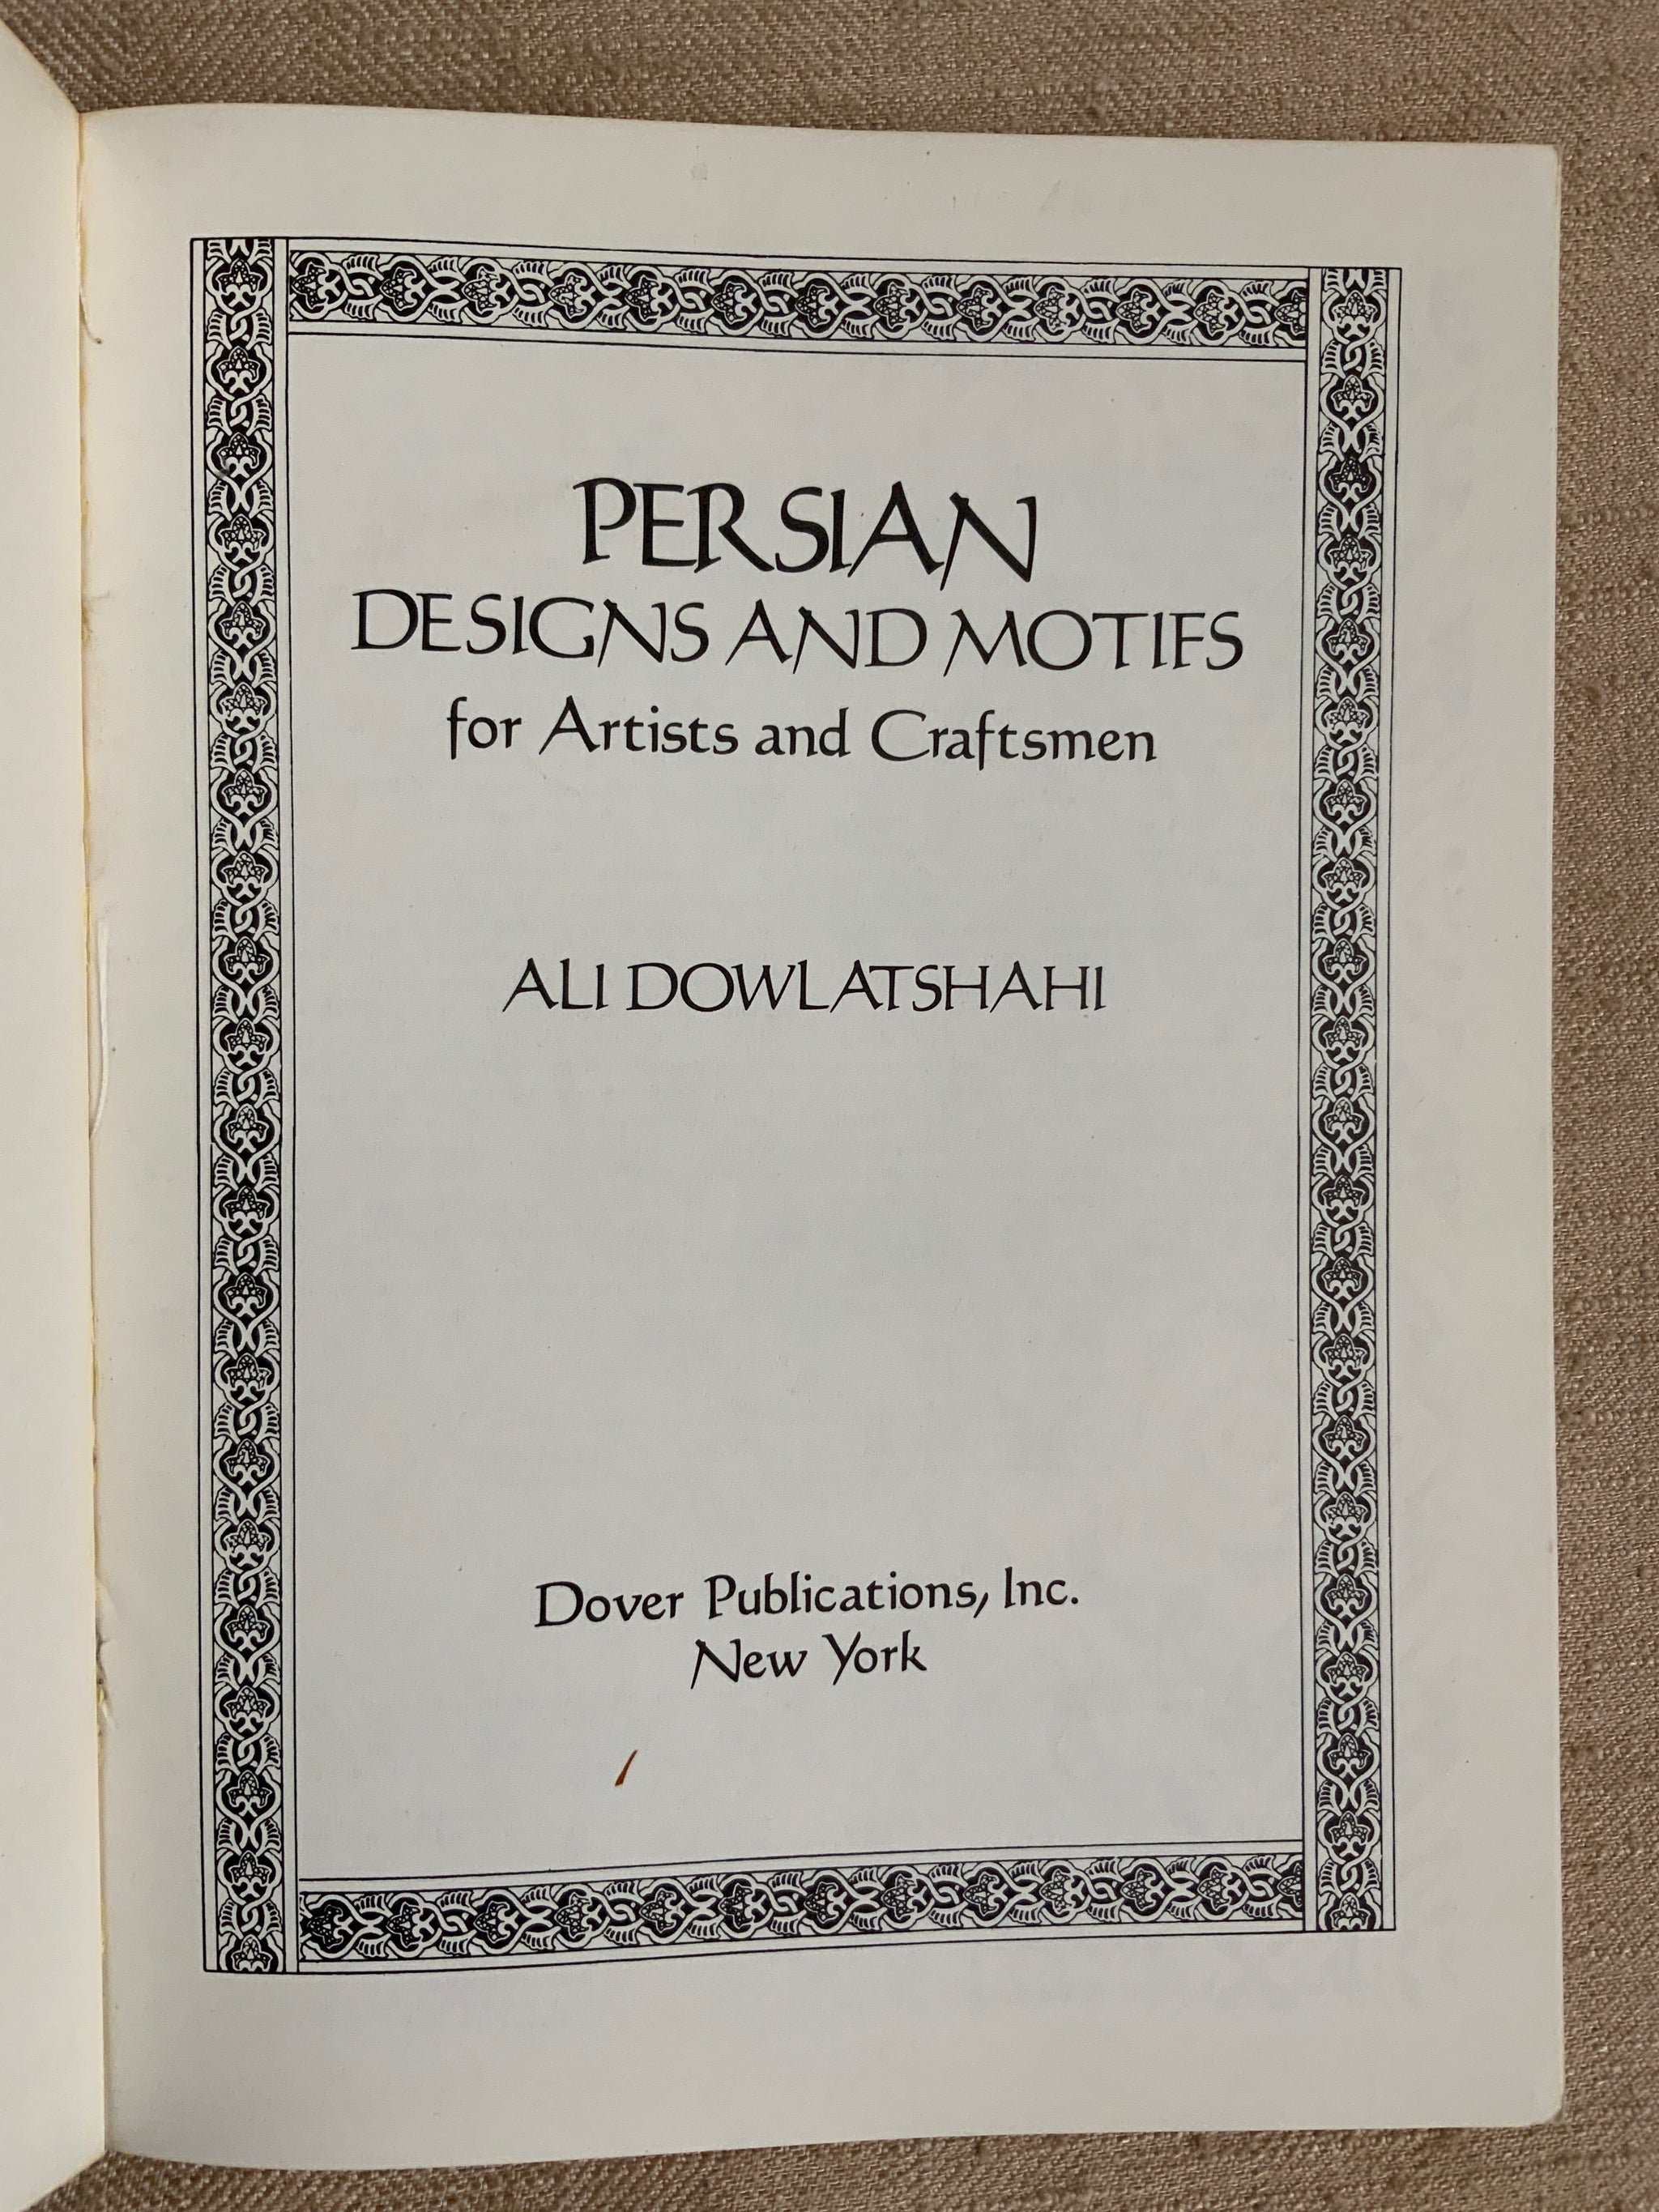 PERSIAN
DESIGNS AND MOTIFS
for Artists and Craftsmen
ALI DOWLATSHAHI
Dover Publications, Inc.
New York